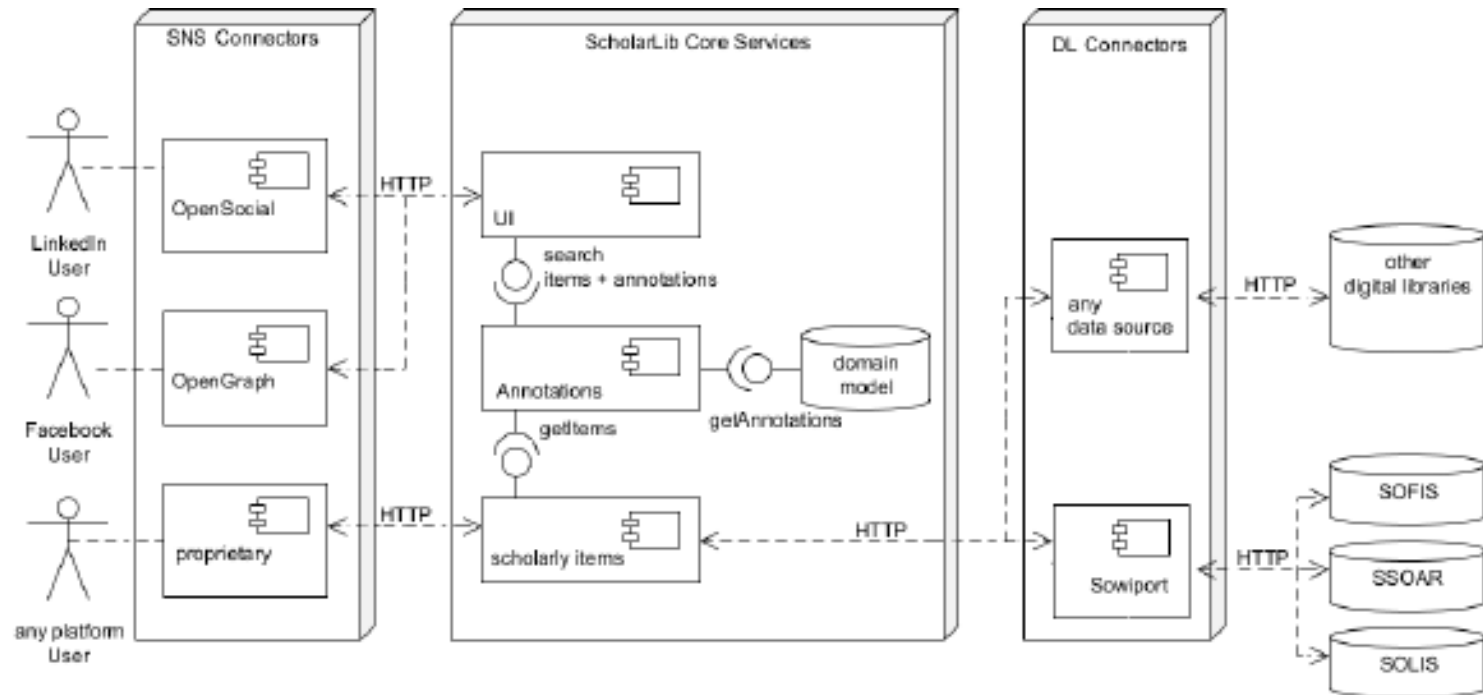 SNS Connectors
ScholarLib Core Services
DL Connectors
LinkedIn
User
OpenSocial
HTTP
UI
search
items + annotations
any
data source
HTTP
other
digital libraries
Facebook
User
OpenGraph
Annotations
getAnnotations
domain
model
getItems
any platform
User
proprietary
HTTP
scholarly items
HTTP
Sowiport
HTTP
SOFIS
SSOAR
SOLIS